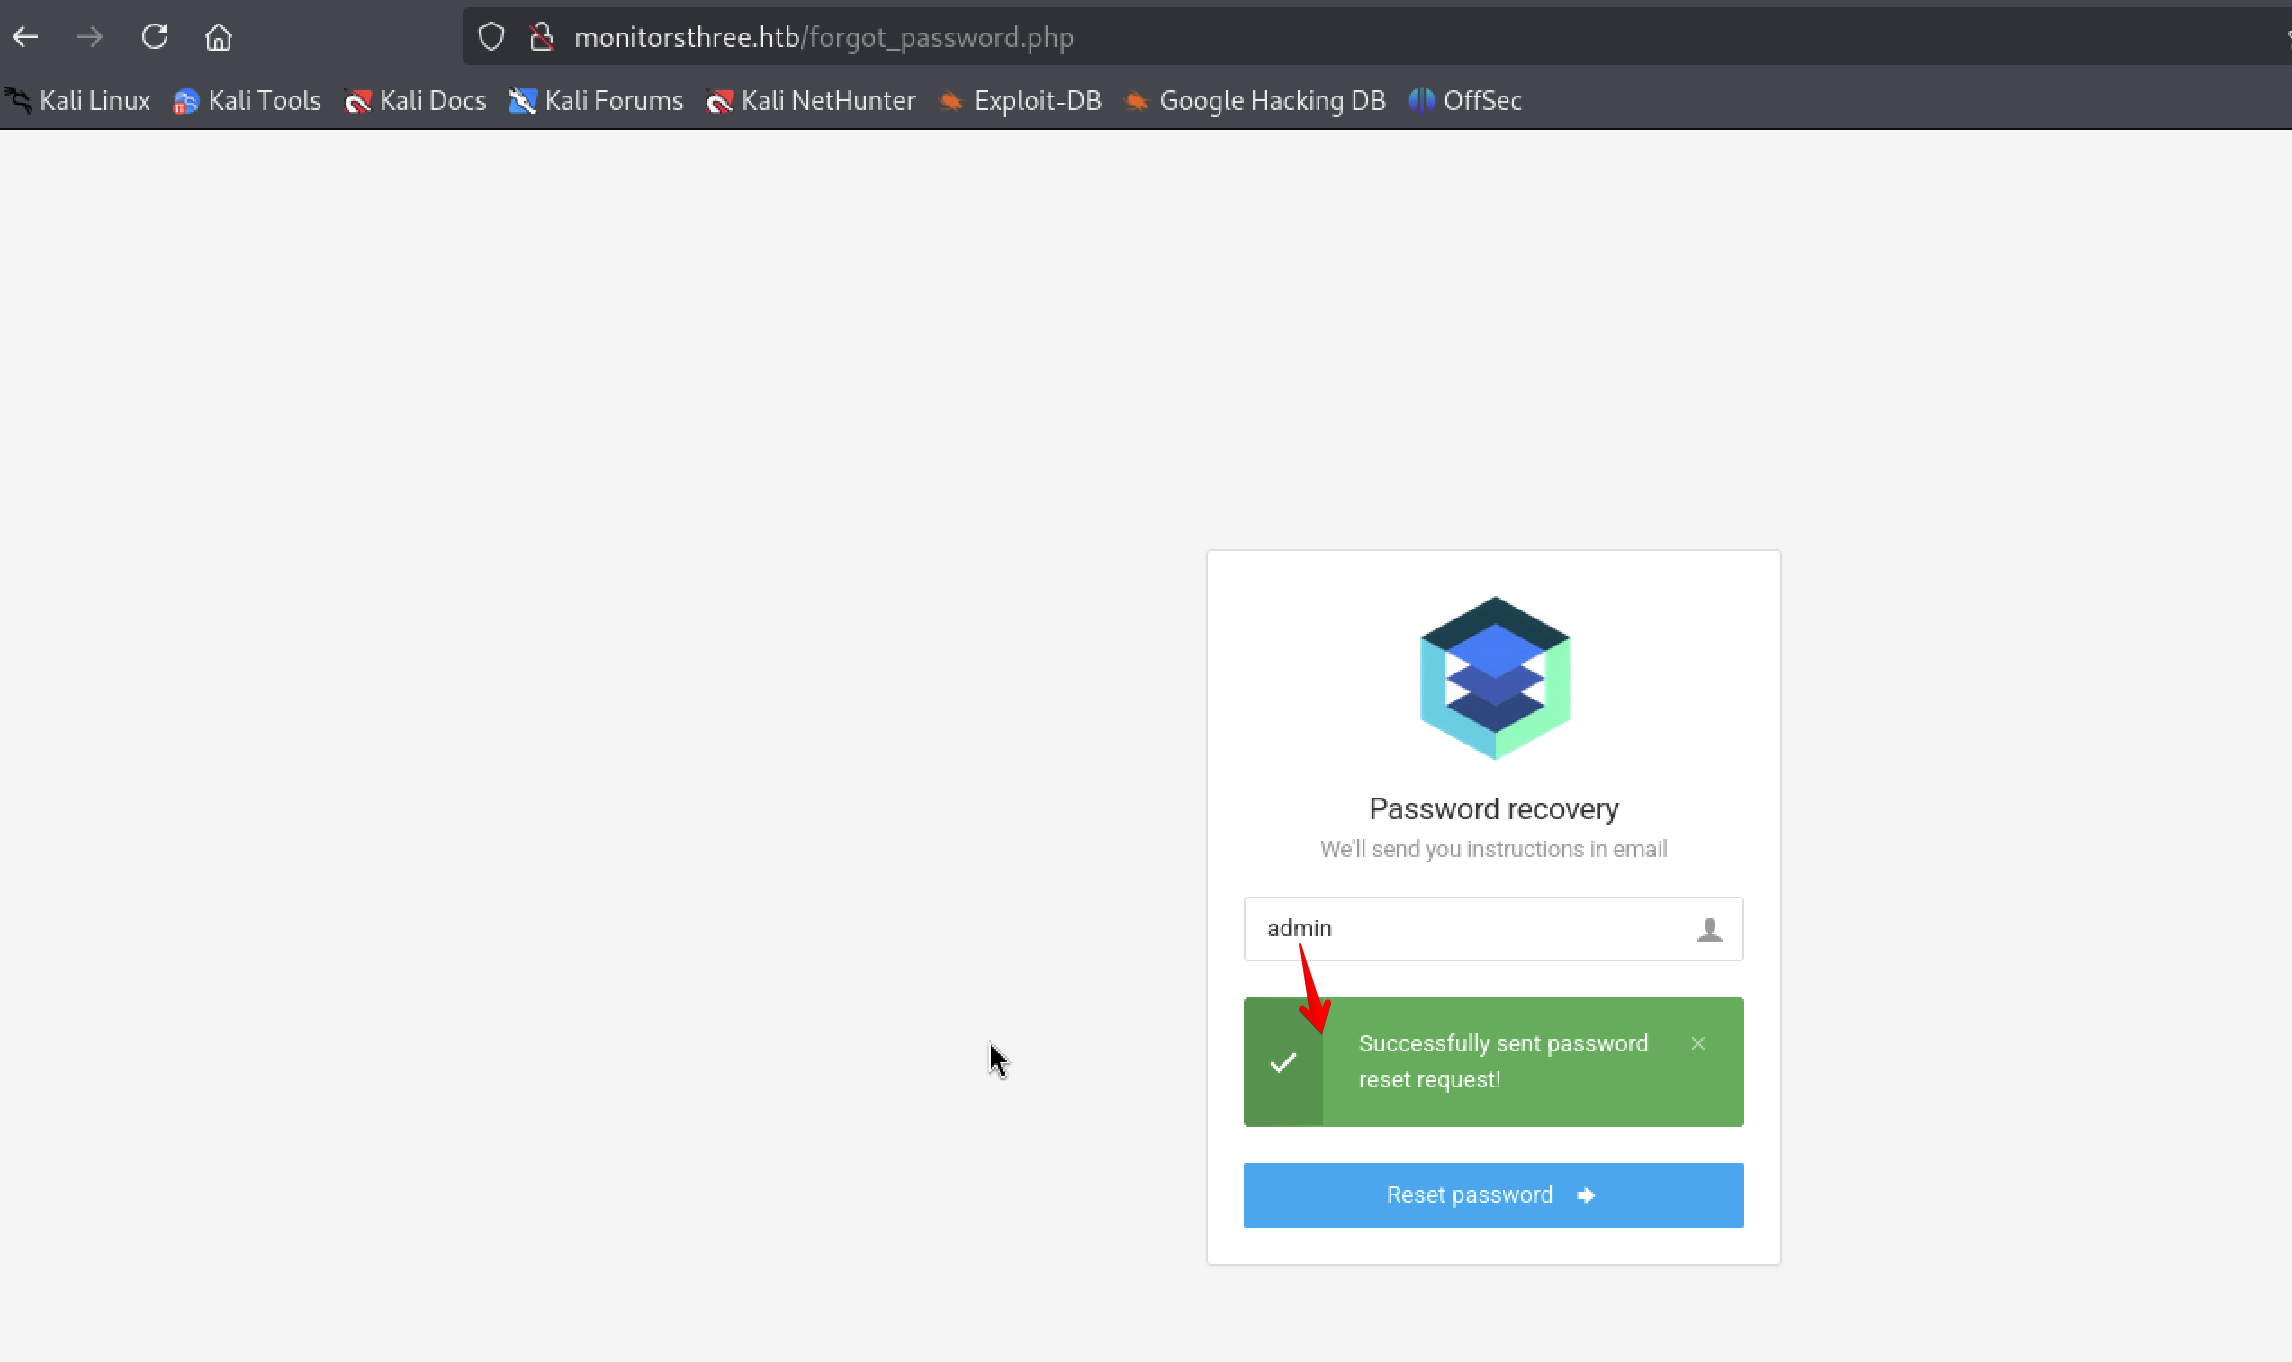 monitorsthree.htb/forgot_password.php
Kali Linux Kali Tools Kali Docs Kali Forums Kali NetHunter Exploit-DB Google Hacking DB OffSec
Password recovery
We'll send you instructions in email
admin
Successfully sent password
reset request!
Reset password